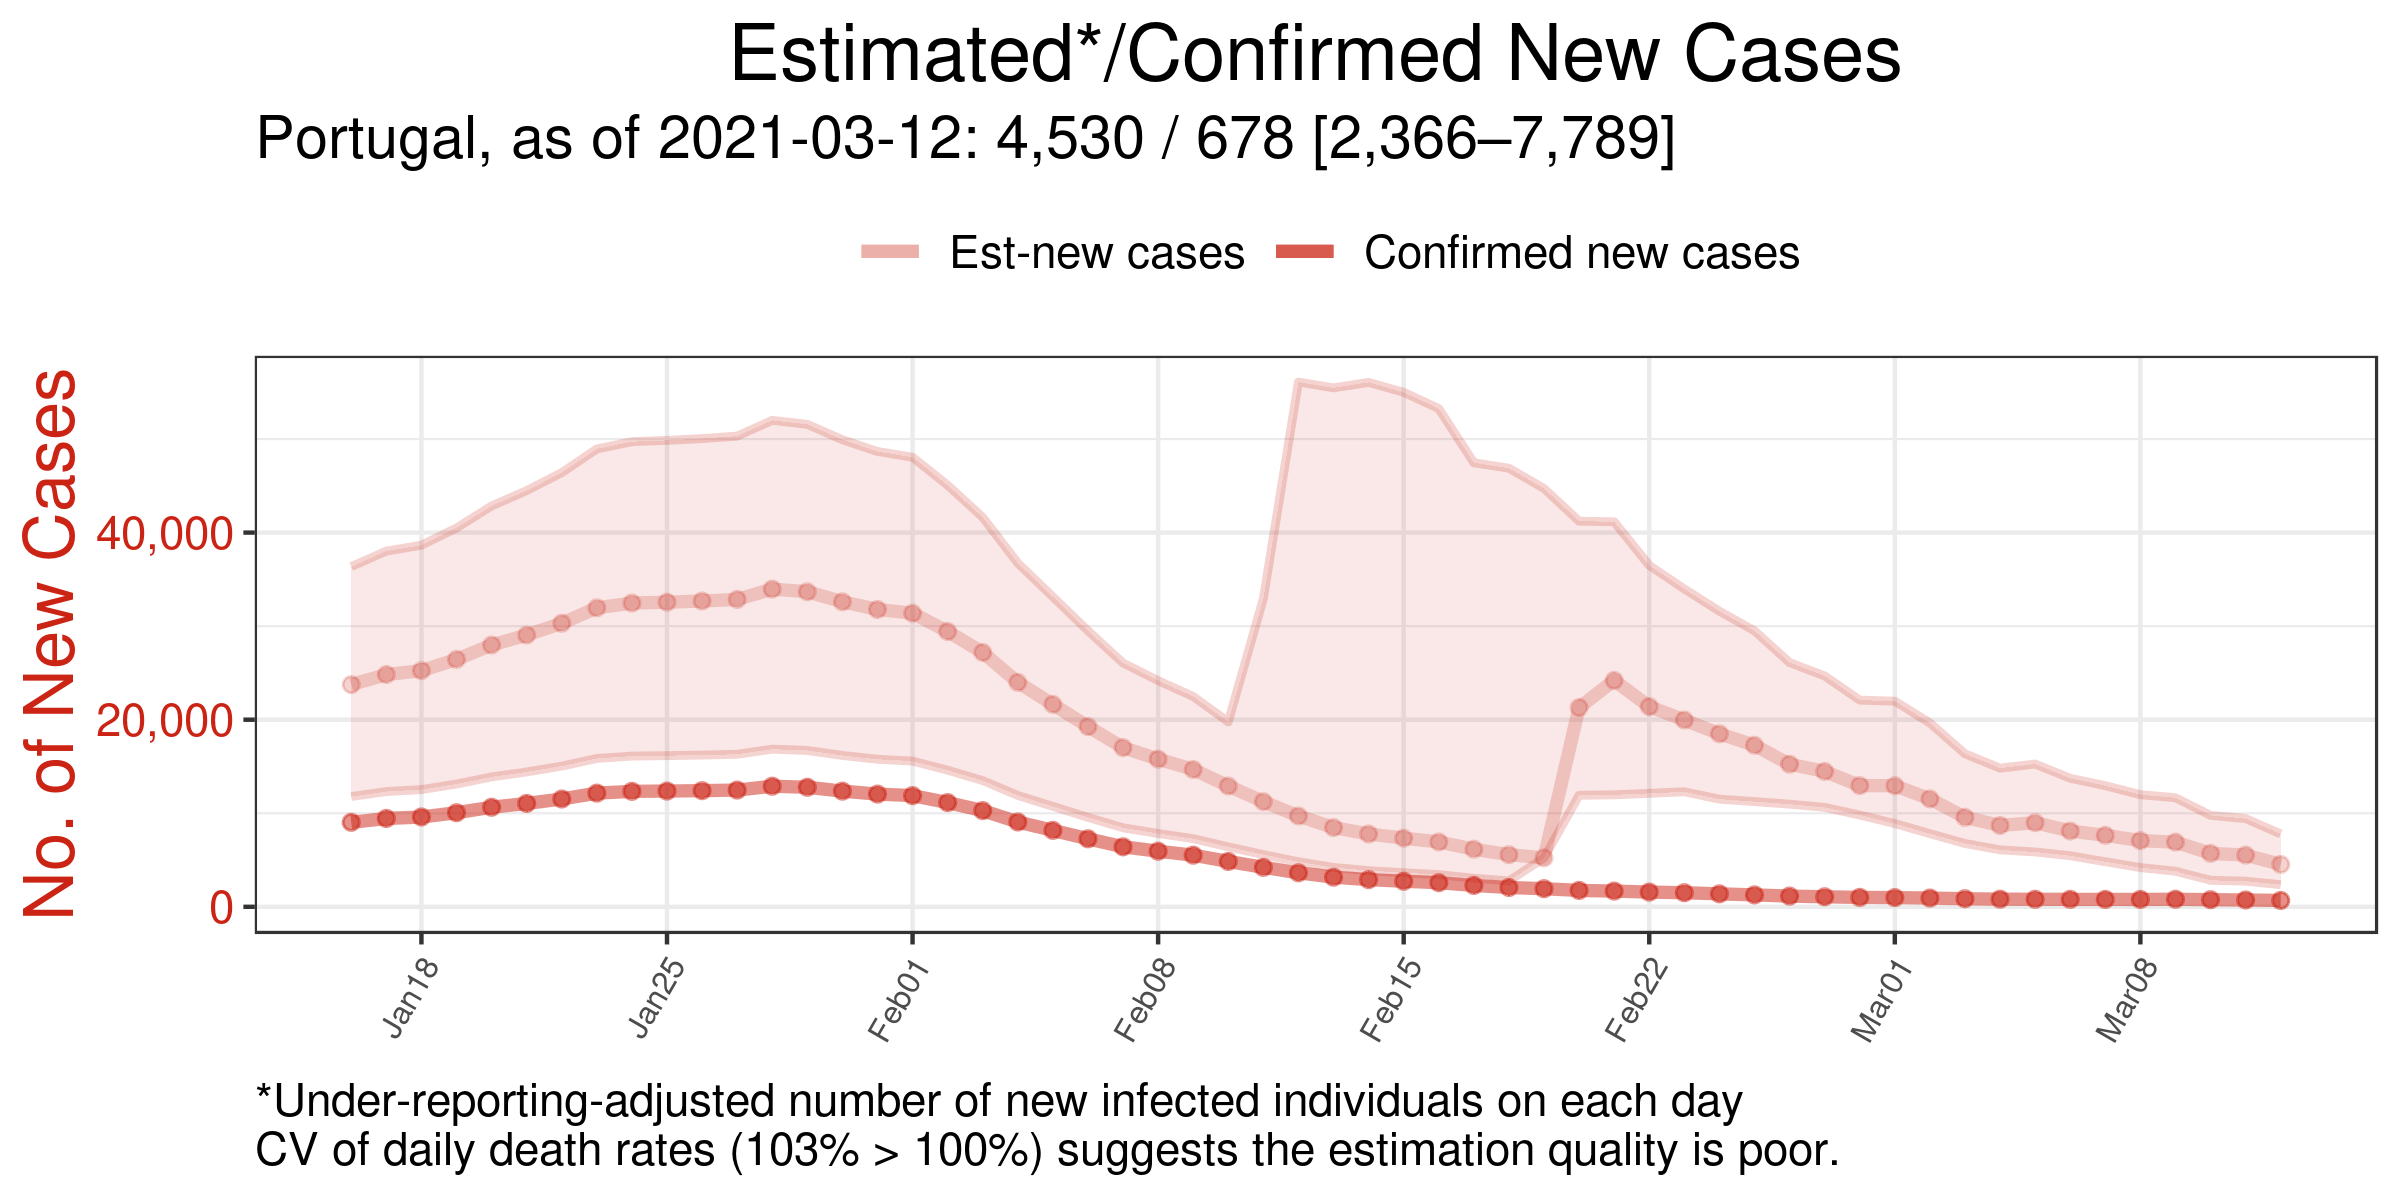 Estimated*/Confirmed New Cases
Portugal, as of 2021-03-12: 4,530 / 678 [2,366–7,789]
Est-new cases
Confirmed new cases
No. of New Cases
40,000
20,000
0
Jan18
Jan25
Feb01
Feb08
Feb15
Feb22
Mar01
Mar08
*Under-reporting-adjusted number of new infected individuals on each day
CV of daily death rates (103% > 100%) suggests the estimation quality is poor.